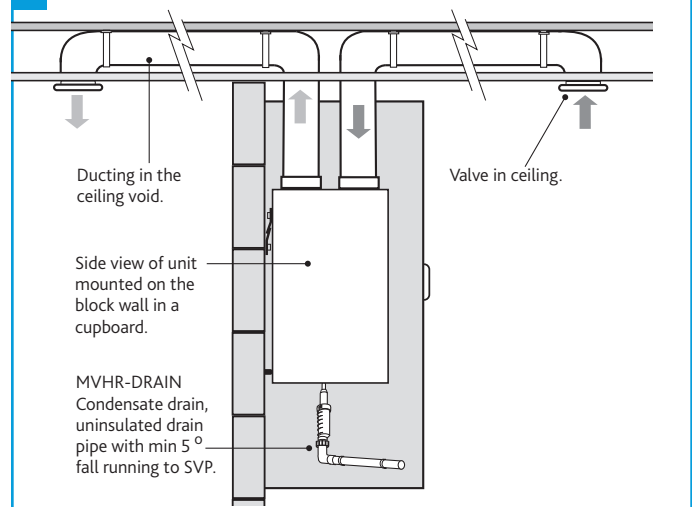 Ducting in the
ceiling void.
Valve in ceiling.
Side view of unit
mounted on the
block wall in a
cupboard.
MVHR-DRAIN
Condensate drain,
uninsulated drain
pipe with min 5 o
fall running to SVP.